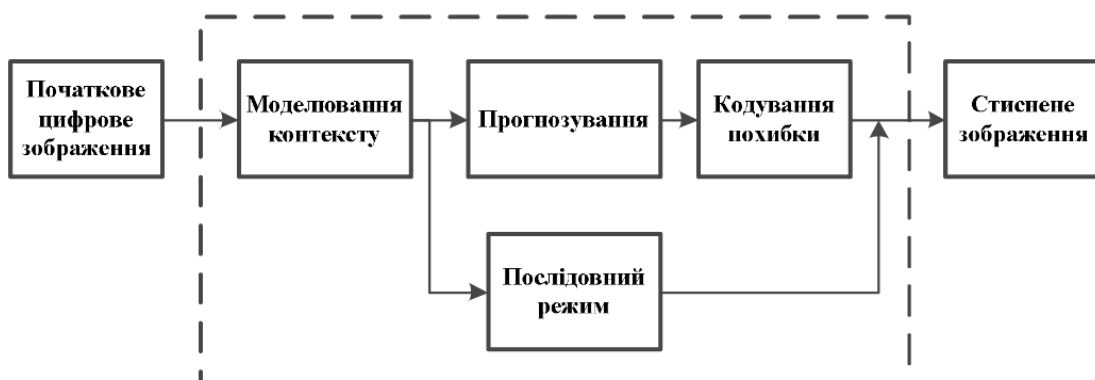 Початкове
цифрове
зображення
Моделювання
контексту
Прогнозування
Кодування
похибки
Стиснене
зображення
Послідовний
режим